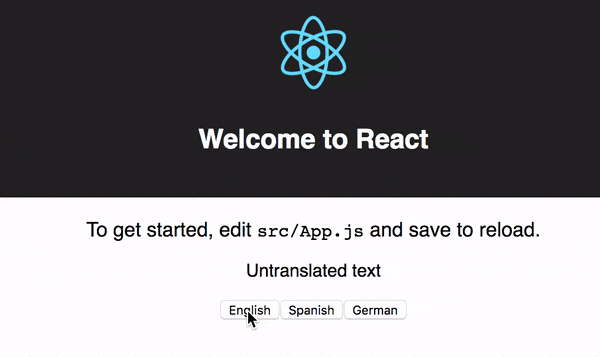 Welcome to React
To get started, edit src/App.js and save to reload.
Untranslated text
English Spanish German